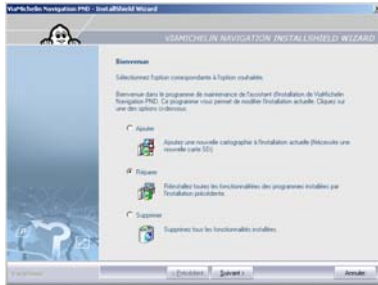 ViaMichelin Navigation PND - InstallShield Wizard
VIAMICHELIN NAVIGATION INSTALLSHIELD WIZARD
Bienvenue
Sélectionnez l'option correspondante à l'option souhaitée.
Bienvenue dans le programme de maintenance de l'assistant d'installation de ViaMichelin
Navigation PND. Ce programme vous permet de modifier l'installation actuelle. Cliquez sur
une des options ci-dessous.
Ajouter
Ajoutez une nouvelle cartographie à l'installation actuelle (Nécessite une
nouvelle carte SD)
Réparer
Réinstallez toutes les fonctionnalités des programmes installées par
l'installation précédente.
Supprimer
Supprimez tous les fonctionnalités installées.
InstallShield
< Précédent
Suivant >
Annuler